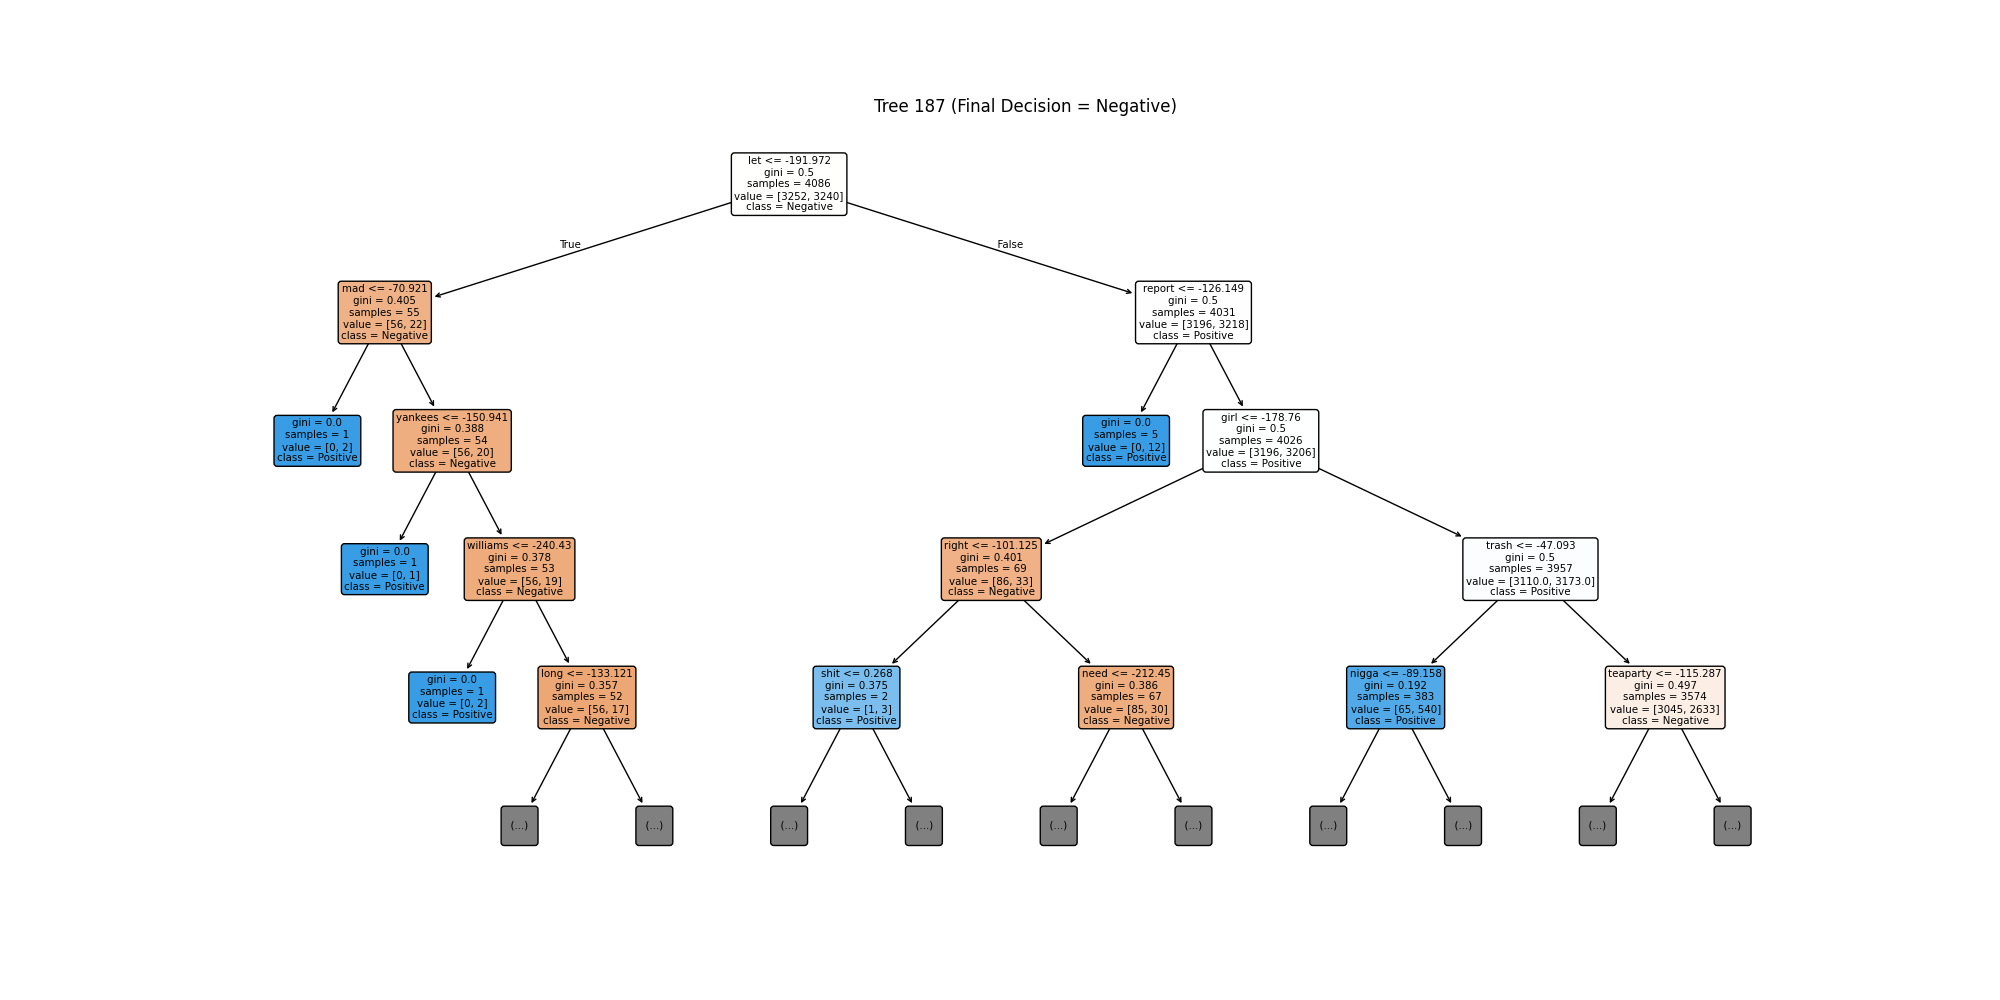 Tree 187 (Final Decision = Negative)
let <= -191.972
gini = 0.5
samples = 4086
value = [3252, 3240]
class = Negative
True
False
mad <= -70.921
gini = 0.405
samples = 55
value = [56, 22]
class = Negative
report <= -126.149
gini = 0.5
samples = 4031
value = [3196, 3218]
class = Positive
gini = 0.0
samples = 1
value = [0, 2]
class = Positive
yankees <= -150.941
gini = 0.388
samples = 54
value = [56, 20]
class = Negative
gini = 0.0
samples = 5
value = [0, 12]
class = Positive
girl <= -178.76
gini = 0.5
samples = 4026
value = [3196, 3206]
class = Positive
gini = 0.0
samples = 1
value = [0, 1]
class = Positive
williams <= -240.43
gini = 0.378
samples = 53
value = [56, 19]
class = Negative
right <= -101.125
gini = 0.401
samples = 69
value = [86, 33]
class = Negative
trash <= -47.093
gini = 0.5
samples = 3957
value = [3110.0, 3173.0]
class = Positive
gini = 0.0
samples = 1
value = [0, 2]
class = Positive
long <= -133.121
gini = 0.357
samples = 52
value = [56, 17]
class = Negative
shit <= 0.268
gini = 0.375
samples = 2
value = [1, 3]
class = Positive
need <= -212.45
gini = 0.386
samples = 67
value = [85, 30]
class = Negative
nigga <= -89.158
gini = 0.192
samples = 383
value = [65, 540]
class = Positive
teaparty <= -115.287
gini = 0.497
samples = 3574
value = [3045, 2633]
class = Negative
(...)
(...)
(...)
(...)
(...)
(...)
(...)
(...)
(...)
(...)